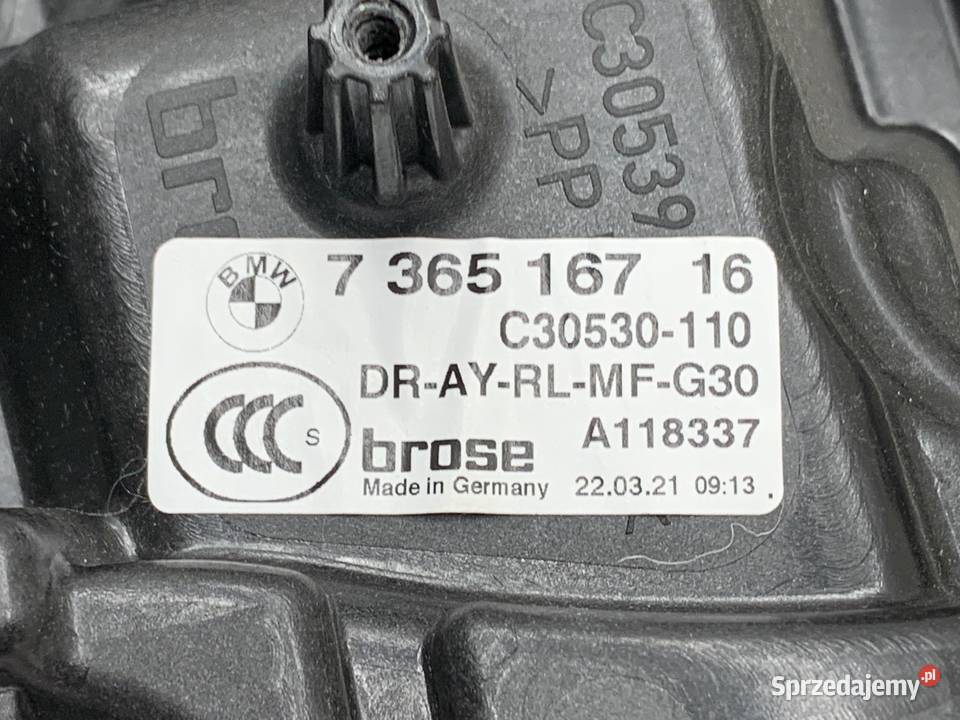 C30539
>PP
br
BMW
7 365 167 16
C30530-110
DR-AY-RL-MF-G30
A118337
CCC S
brose
Made in Germany 22.03.21 09:13
Sprzedajemy.pl